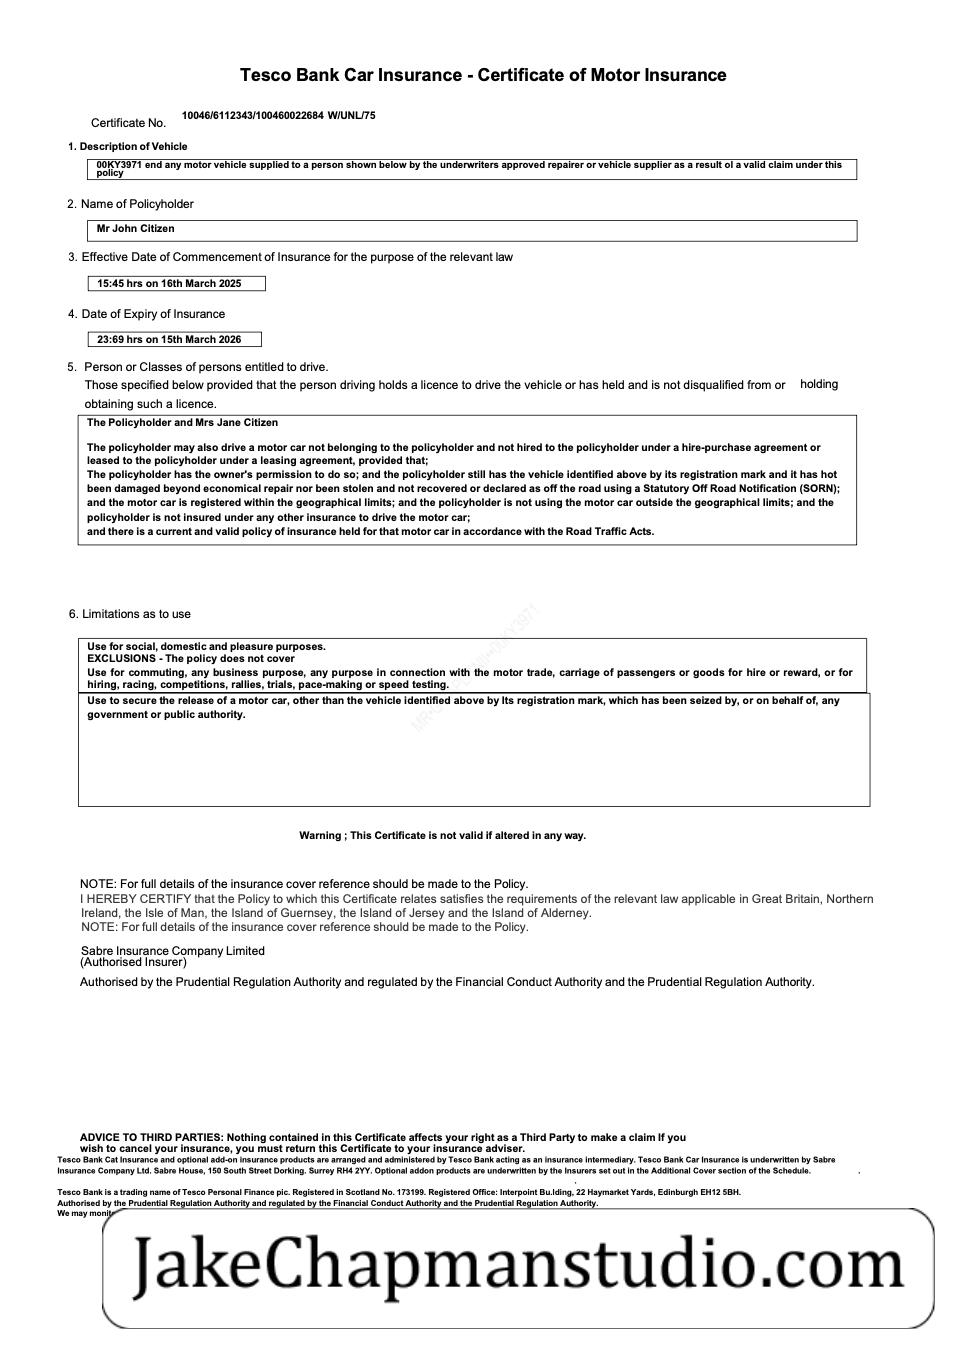 Tesco Bank Car Insurance - Certificate of Motor Insurance
Certificate No. 10046/6112343/100460022684 W/UNL/75
1. Description of Vehicle
00KY3971 end any motor vehicle supplied to a person shown below by the underwriters approved repairer or vehicle supplier as a result ol a valid claim under this
policy
2. Name of Policyholder
Mr John Citizen
3. Effective Date of Commencement of Insurance for the purpose of the relevant law
15:45 hrs on 16th March 2025
4. Date of Expiry of Insurance
23:69 hrs on 15th March 2026
5. Person or Classes of persons entitled to drive.
Those specified below provided that the person driving holds a licence to drive the vehicle or has held and is not disqualified from or holding
obtaining such a licence.
The Policyholder and Mrs Jane Citizen
The policyholder may also drive a motor car not belonging to the policyholder and not hired to the policyholder under a hire-purchase agreement or
leased to the policyholder under a leasing agreement, provided that;
The policyholder has the owner's permission to do so; and the policyholder still has the vehicle identified above by its registration mark and it has hot
been damaged beyond economical repair nor been stolen and not recovered or declared as off the road using a Statutory Off Road Notification (SORN);
and the motor car is registered within the geographical limits; and the policyholder is not using the motor car outside the geographical limits; and the
policyholder is not insured under any other insurance to drive the motor car;
and there is a current and valid policy of insurance held for that motor car in accordance with the Road Traffic Acts.
6. Limitations as to use
Use for social, domestic and pleasure purposes.
EXCLUSIONS - The policy does not cover
Use for commuting, any business purpose, any purpose in connection with the motor trade, carriage of passengers or goods for hire or reward, or for
hiring, racing, competitions, rallies, trials, pace-making or speed testing.
Use to secure the release of a motor car, other than the vehicle identified above by Its registration mark, which has been seized by, or on behalf of, any
government or public authority.
Warning ; This Certificate is not valid if altered in any way.
NOTE: For full details of the insurance cover reference should be made to the Policy.
I HEREBY CERTIFY that the Policy to which this Certificate relates satisfies the requirements of the relevant law applicable in Great Britain, Northern
Ireland, the Isle of Man, the Island of Guernsey, the Island of Jersey and the Island of Alderney.
NOTE: For full details of the insurance cover reference should be made to the Policy.
Sabre Insurance Company Limited
(Authorised Insurer)
Authorised by the Prudential Regulation Authority and regulated by the Financial Conduct Authority and the Prudential Regulation Authority.
ADVICE TO THIRD PARTIES: Nothing contained in this Certificate affects your right as a Third Party to make a claim If you
wish to cancel your insurance, you must return this Certificate to your insurance adviser.
Tesco Bank Cat Insurance and optional add-on insurance products are arranged and administered by Tesco Bank acting as an insurance intermediary. Tesco Bank Car Insurance is underwritten by Sabre
Insurance Company Ltd. Sabre House, 150 South Street Dorking. Surrey RH4 2YY. Optional addon products are underwritten by the Insurers set out in the Additional Cover section of the Schedule.
Tesco Bank is a trading name of Tesco Personal Finance pic. Registered in Scotland No. 173199. Registered Office: Interpoint Bu.lding, 22 Haymarket Yards, Edinburgh EH12 5BH.
Authorised by the Prudential Regulation Authority and regulated by the Financial Conduct Authority and the Prudential Regulation Authority.
We may
JakeChapmanstudio.com